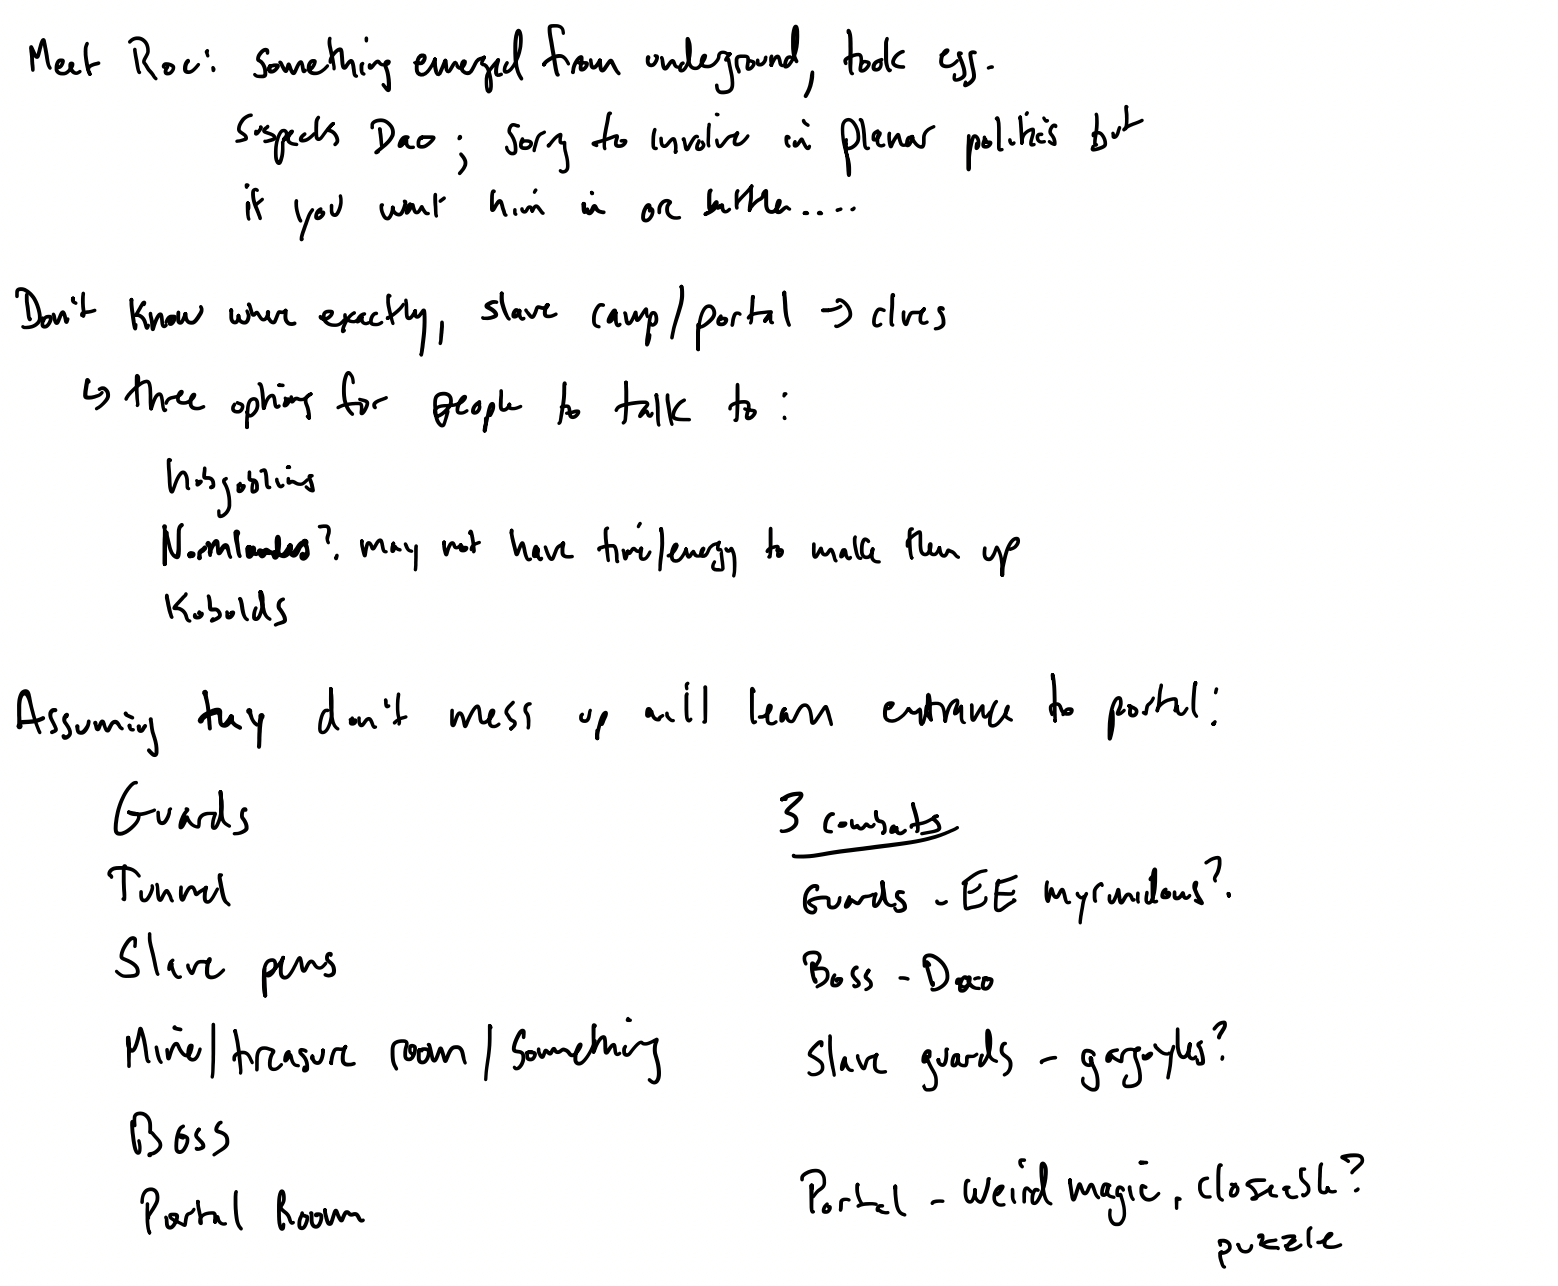 Meet Roc: Something emerged from underground, took egg.
Suspects Dao; sorry to involve in planar politics but
if you want him in or battle....
Don't know where exactly, slave camp/portal → clues
↳ three options for people to talk to:
hobgoblins
Normlanders? may not have time/energy to make them up
Kobolds
Assuming they don't mess up will learn entrance to portal:
Guards
Tunnel
Slave pens
Mine/treasure room/something
Boss
Portal Room
3 combats
Guards - EE myrmidons?
Boss - Dao
Slave guards - gargoyles?
Portal - weird magic, closeable?
puzzle